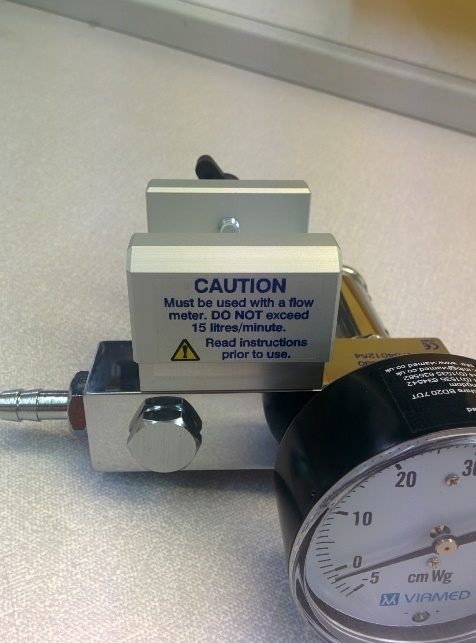 CAUTION
Must be used with a flow
meter. DO NOT exceed
15 litres/minute.
Read instructions
prior to use.
20
30
10
0
-5
cm Wg
VIAMED
- +